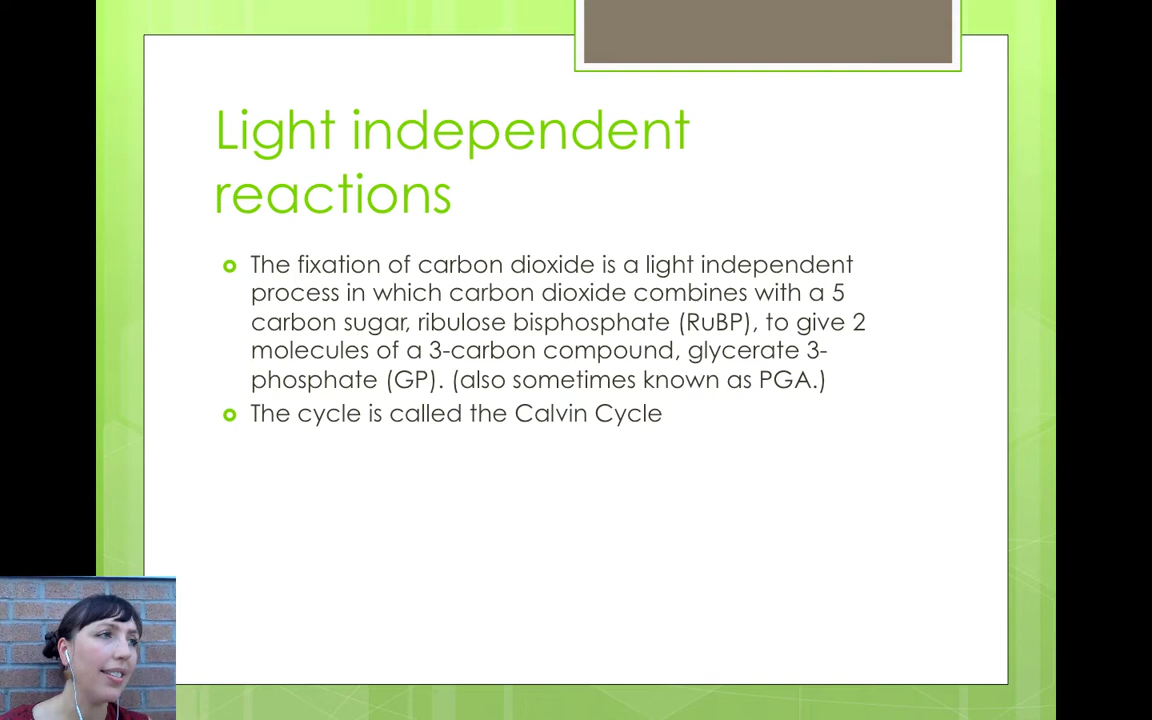 Light independent
reactions
The fixation of carbon dioxide is a light independent
process in which carbon dioxide combines with a 5
carbon sugar, ribulose bisphosphate (RuBP), to give 2
molecules of a 3-carbon compound, glycerate 3-
phosphate (GP). (also sometimes known as PGA.)
The cycle is called the Calvin Cycle